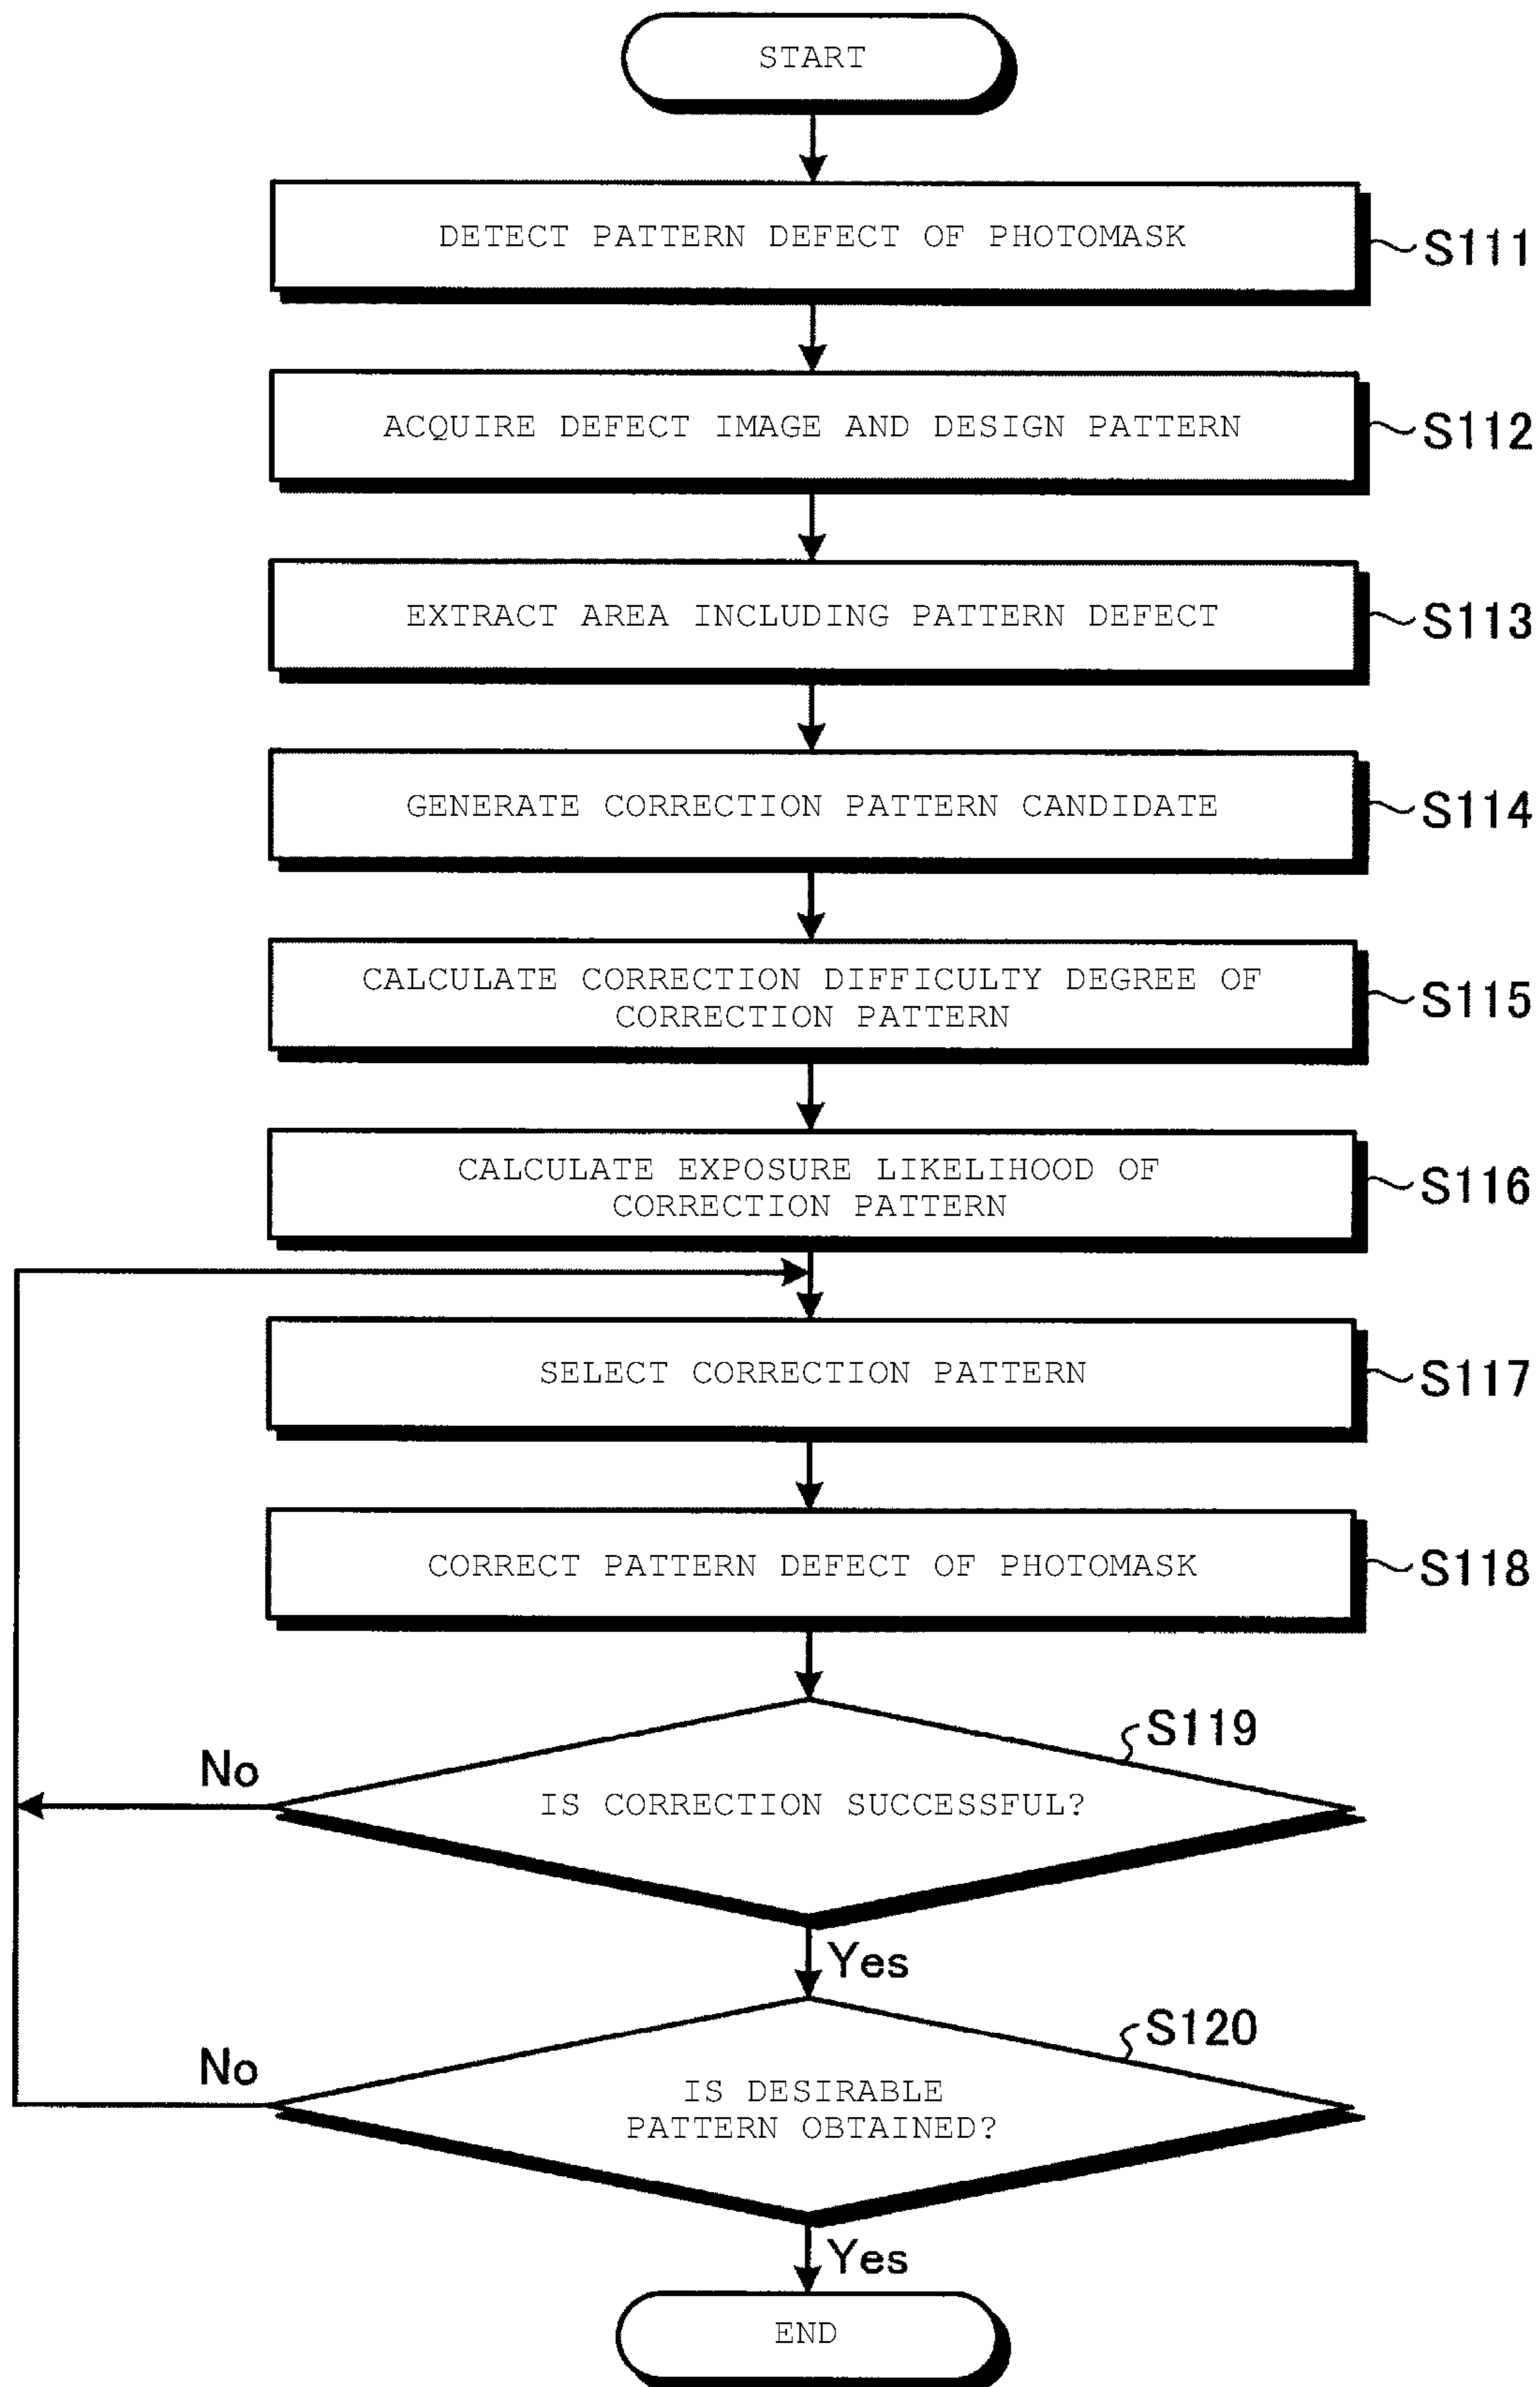 START
DETECT PATTERN DEFECT OF PHOTOMASK
S111
ACQUIRE DEFECT IMAGE AND DESIGN PATTERN
S112
EXTRACT AREA INCLUDING PATTERN DEFECT
S113
GENERATE CORRECTION PATTERN CANDIDATE
S114
CALCULATE CORRECTION DIFFICULTY DEGREE OF
CORRECTION PATTERN
S115
CALCULATE EXPOSURE LIKELIHOOD OF
CORRECTION PATTERN
S116
SELECT CORRECTION PATTERN
S117
CORRECT PATTERN DEFECT OF PHOTOMASK
S118
S119
No
IS CORRECTION SUCCESSFUL?
Yes
S120
No
IS DESIRABLE
PATTERN OBTAINED?
Yes
END